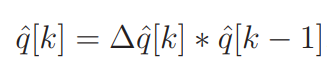 q̂[k] = Δq̂[k] ∗ q̂[k − 1]